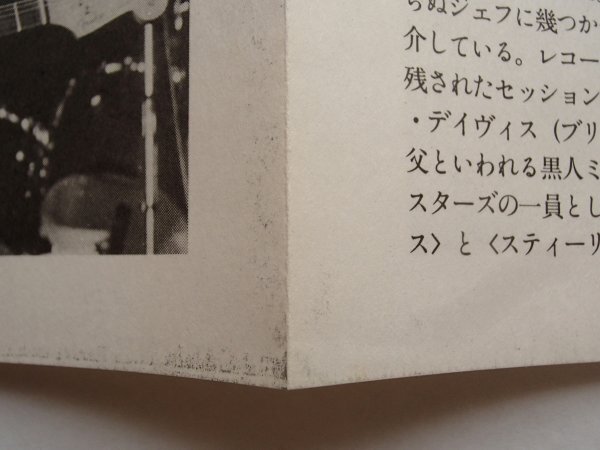 らぬジェフに幾つか
介している。レコー
残されたセッション
・デイヴィス（ブリ
父といわれる黒人ミ
スターズの一員とし
ス〉と〈スティーリ